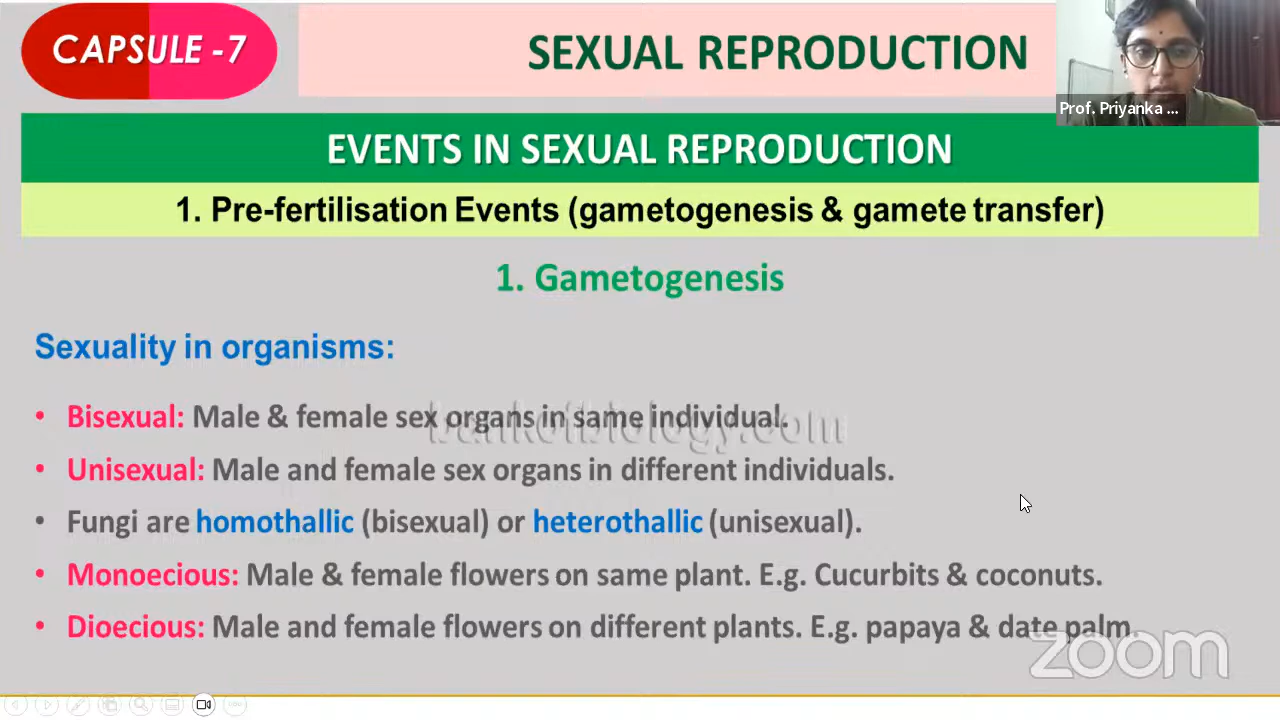 CAPSULE -7
SEXUAL REPRODUCTION
Prof. Priyanka ...
EVENTS IN SEXUAL REPRODUCTION
1. Pre-fertilisation Events (gametogenesis & gamete transfer)
1. Gametogenesis
Sexuality in organisms:
• Bisexual: Male & female sex organs in same individual.
bankofbiology.com
• Unisexual: Male and female sex organs in different individuals.
• Fungi are homothallic (bisexual) or heterothallic (unisexual).
• Monoecious: Male & female flowers on same plant. E.g. Cucurbits & coconuts.
• Dioecious: Male and female flowers on different plants. E.g. papaya & date palm.
zoom